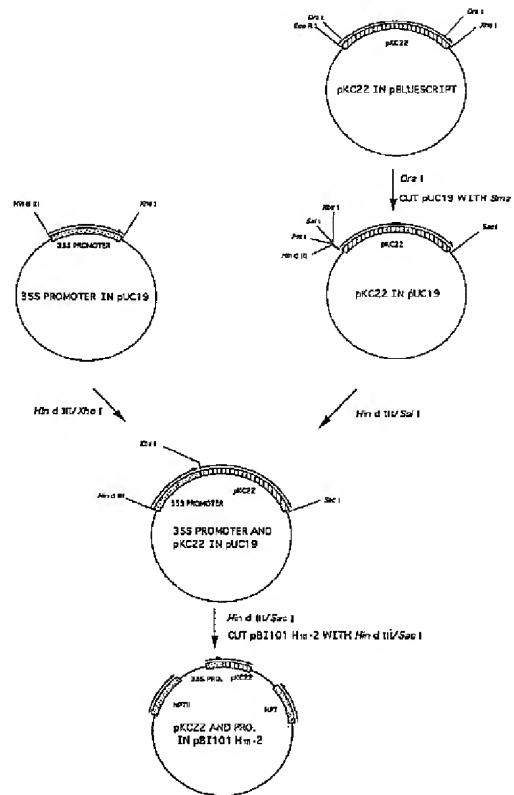 Dra I
Dra I
Eco R I
Xho I
pKC22
pKC22 IN pBLUESCRIPT
Dra I
CUT pUC19 WITH Sma
Hin d III
Xho I
35S PROMOTER
35S PROMOTER IN pUC19
Xba I
Sal I
Pst I
Hin d III
Sac I
pKC22
pKC22 IN pUC19
Hin d III/Xho I
Hin d III/Sal I
Xba I
Hin d III
Sac I
35S PROMOTER
pKC22
35S PROMOTER AND
pKC22 IN pUC19
Hin d III/Sac I
CUT pBI101 Hm-2 WITH Hin d III/Sac I
35S PRO.
pKC22
NPTII
HPT
pKC22 AND PRO.
IN pBI101 Hm-2